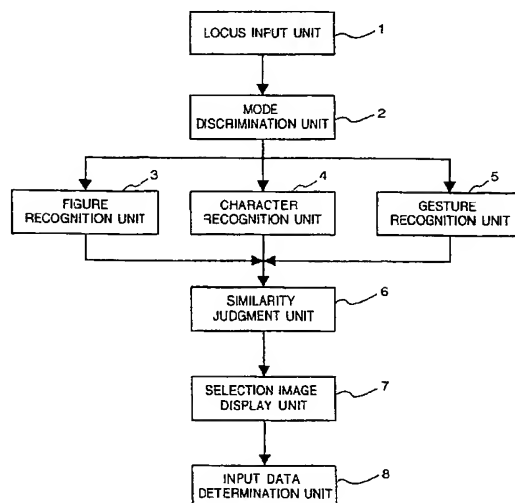 LOCUS INPUT UNIT
1
MODE
DISCRIMINATION UNIT
2
3
4
5
FIGURE
RECOGNITION UNIT
CHARACTER
RECOGNITION UNIT
GESTURE
RECOGNITION UNIT
SIMILARITY
JUDGMENT UNIT
6
SELECTION IMAGE
DISPLAY UNIT
7
INPUT DATA
DETERMINATION UNIT
8